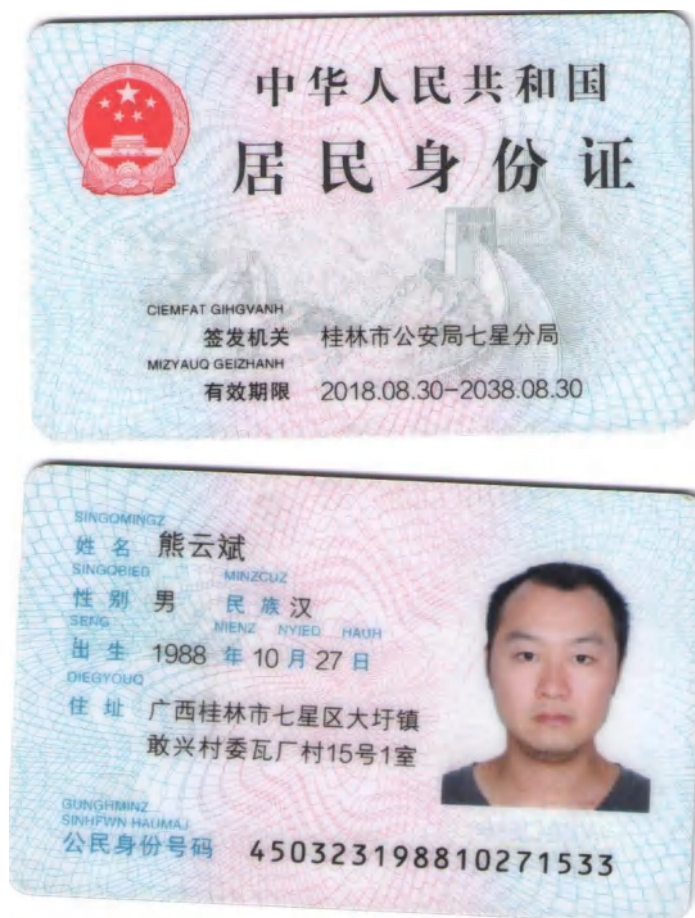 中华人民共和国
居民身份证
CIEMFAT GIHGVANH
签发机关 桂林市公安局七星分局
MIZYAUQ GEIZHANH
有效期限 2018.08.30-2038.08.30
SINGQMINGZ
姓名 熊云斌
SINGQBIED MINZCUZ
性别 男 民族 汉
SENG NIENZ NYIED HAUH
出生 1988 年 10 月 27 日
DIEGYOUQ
住址 广西桂林市七星区大圩镇
敢兴村委瓦厂村15号1室
GUNGHMINZ
SINHFWN HAUMAJ
公民身份号码 450323198810271533